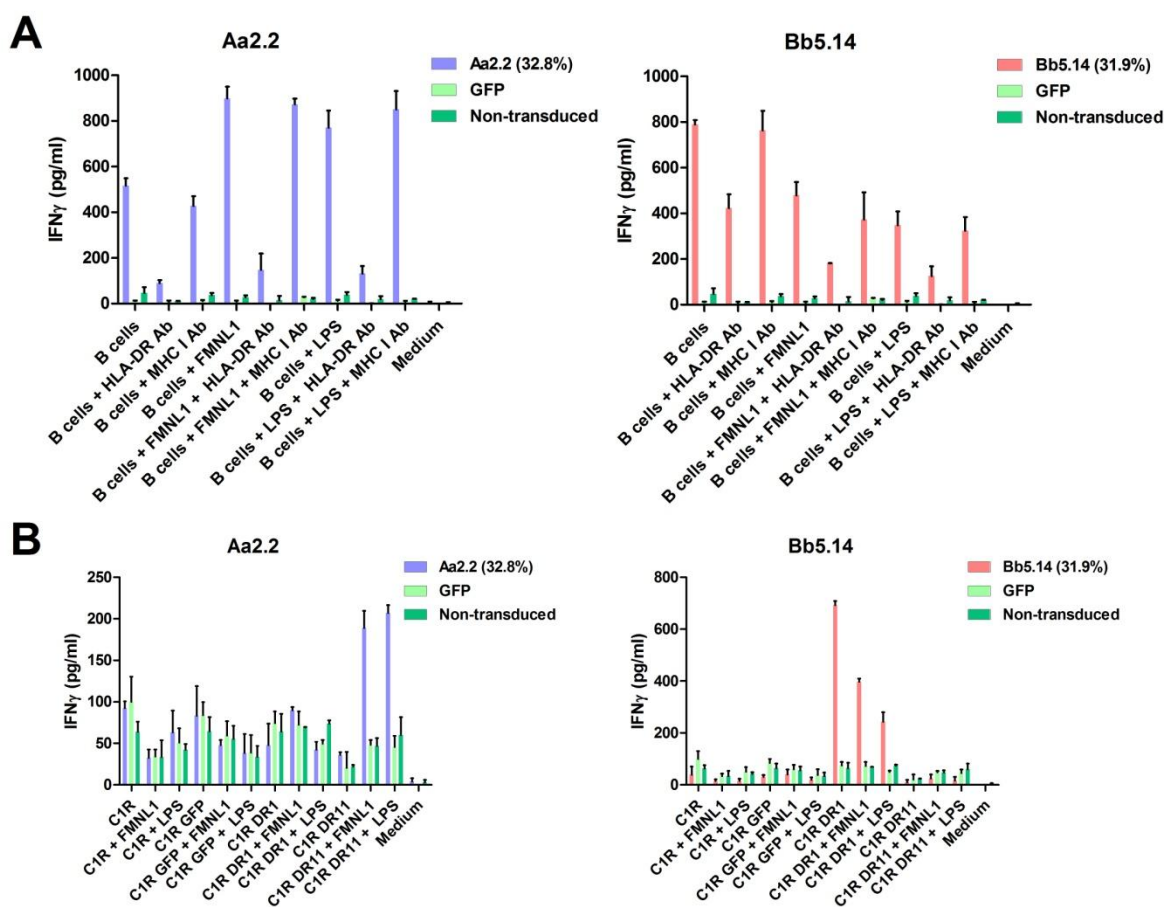 A
Aa2.2
Aa2.2 (32.8%)
GFP
Non-transduced
IFNγ (pg/ml)
1000
800
600
400
200
0
B cells
B cells + HLA-DR Ab
B cells + MHC I Ab
B cells + FMNL1
B cells + FMNL1 + HLA-DR Ab
B cells + FMNL1 + MHC I Ab
B cells + LPS
B cells + LPS + HLA-DR Ab
B cells + LPS + MHC I Ab
Medium
Bb5.14
Bb5.14 (31.9%)
GFP
Non-transduced
IFNγ (pg/ml)
1000
800
600
400
200
0
B cells
B cells + HLA-DR Ab
B cells + MHC I Ab
B cells + FMNL1
B cells + FMNL1 + HLA-DR Ab
B cells + FMNL1 + MHC I Ab
B cells + LPS
B cells + LPS + HLA-DR Ab
B cells + LPS + MHC I Ab
Medium
B
Aa2.2
Aa2.2 (32.8%)
GFP
Non-transduced
IFNγ (pg/ml)
250
200
150
100
50
0
C1R
C1R + FMNL1
C1R + LPS
C1R GFP
C1R GFP + FMNL1
C1R GFP + LPS
C1R DR1
C1R DR1 + FMNL1
C1R DR1 + LPS
C1R DR11
C1R DR11 + FMNL1
C1R DR11 + LPS
Medium
Bb5.14
Bb5.14 (31.9%)
GFP
Non-transduced
IFNγ (pg/ml)
800
600
400
200
0
C1R
C1R + FMNL1
C1R + LPS
C1R GFP
C1R GFP + FMNL1
C1R GFP + LPS
C1R DR1
C1R DR1 + FMNL1
C1R DR1 + LPS
C1R DR11
C1R DR11 + FMNL1
C1R DR11 + LPS
Medium